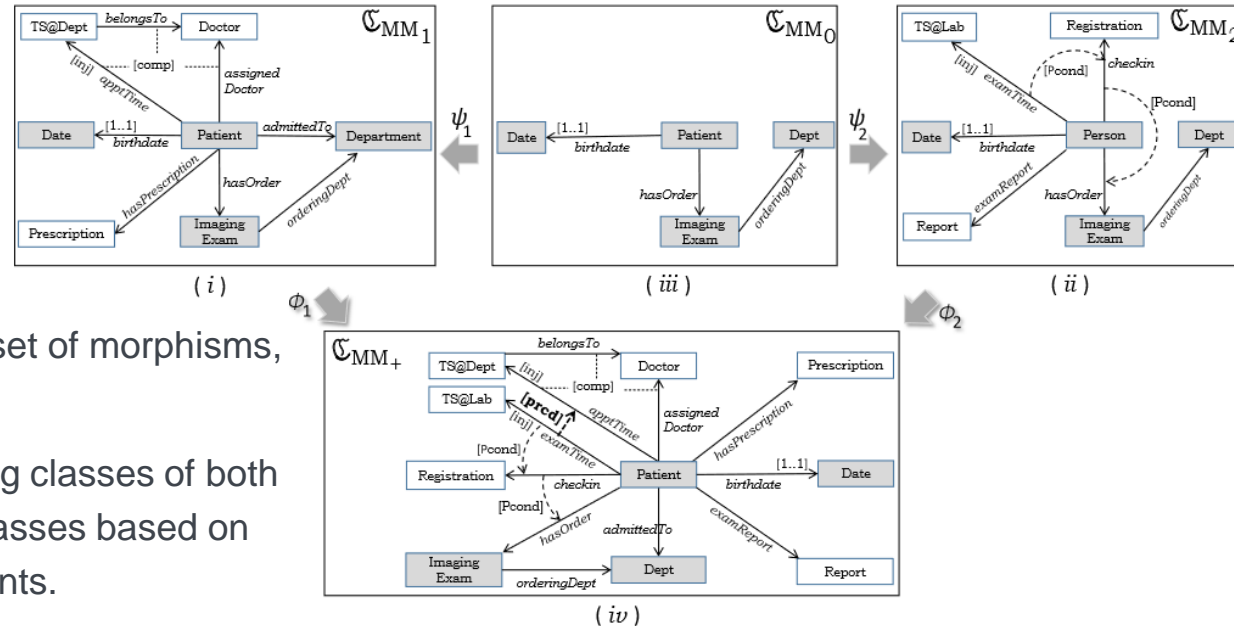 ℭMM1
TS@Dept
belongsTo
Doctor
[comp]
[inj]
apptTime
assigned
Doctor
Date
[1..1]
birthdate
Patient
admittedTo
Department
hasPrescription
hasOrder
orderingDept
Prescription
Imaging
Exam
( i )
ψ1
ℭMM0
Date
[1..1]
birthdate
Patient
Dept
hasOrder
orderingDept
Imaging
Exam
( iii )
ψ2
ℭMM2
TS@Lab
Registration
[Pcond]
[inj]
examTime
checkin
[Pcond]
Date
[1..1]
birthdate
Person
Dept
examReport
hasOrder
orderingDept
Report
Imaging
Exam
( ii )
ϕ1
ϕ2
set of morphisms,
g classes of both
lasses based on
nts.
ℭMM+
TS@Dept
belongsTo
Doctor
Prescription
[comp]
[inj]
apptTime
TS@Lab
[prcd]
[inj]
examTime
assigned
Doctor
hasPrescription
[Pcond]
Registration
checkin
Patient
[1..1]
birthdate
Date
[Pcond]
hasOrder
admittedTo
examReport
Imaging
Exam
orderingDept
Dept
Report
( iv )